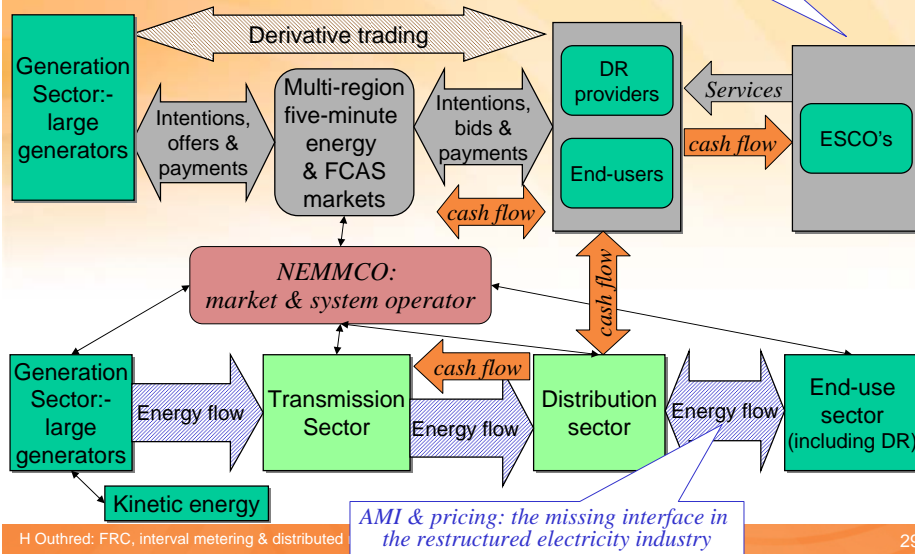 Derivative trading
Generation
Sector:-
large
generators
Intentions,
offers &
payments
Multi-region
five-minute
energy
& FCAS
markets
Intentions,
bids &
payments
cash flow
DR
providers
End-users
Services
cash flow
ESCO's
NEMMCO:
market & system operator
cash flow
Generation
Sector:-
large
generators
Energy flow
Transmission
Sector
cash flow
Energy flow
Distribution
sector
Energy flow
End-use
sector
(including DR)
Kinetic energy
AMI & pricing: the missing interface in
the restructured electricity industry
H Outhred: FRC, interval metering & distributed
29